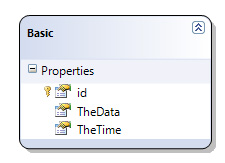 Basic
Properties
id
TheData
TheTime